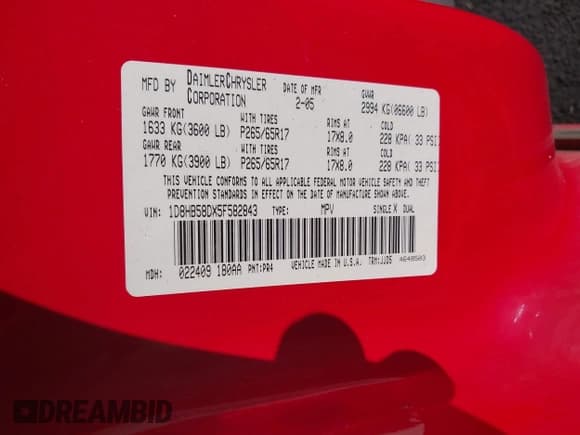 MFD BY DAIMLERCHRYSLER CORPORATION DATE OF MFR 2-05 GVWR 2994 KG(06600 LB)
GAWR FRONT WITH TIRES RIMS AT COLD
1633 KG(3600 LB) P265/65R17 17X8.0 228 KPA( 33 PSI)
GAWR REAR WITH TIRES RIMS AT COLD
1770 KG(3900 LB) P265/65R17 17X8.0 228 KPA( 33 PSI)
THIS VEHICLE CONFORMS TO ALL APPLICABLE FEDERAL MOTOR VEHICLE SAFETY AND THEFT
PREVENTION STANDARDS IN EFFECT ON THE DATE OF MANUFACTURE SHOWN ABOVE.
VIN: 1D8HB58DX5F582843 TYPE: MPV SINGLE X DUAL
MDH: 022409 1B0AA PNT:PR4 VEHICLE MADE IN U.S.A. TRM:JJD5 4648503
DREAMBID